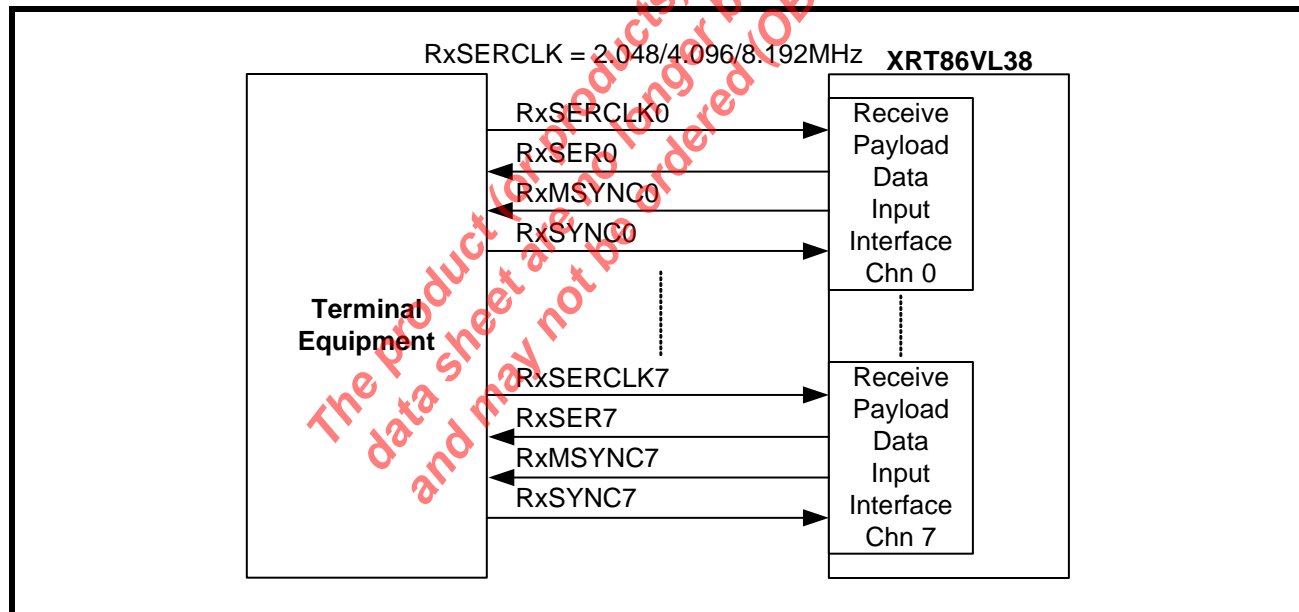 RxSERCLK = 2.048/4.096/8.192MHz
XRT86VL38
Terminal
Equipment
RxSERCLK0
RxSER0
RxMSYNC0
RxSYNC0
Receive
Payload
Data
Input
Interface
Chn 0
RxSERCLK7
RxSER7
RxMSYNC7
RxSYNC7
Receive
Payload
Data
Input
Interface
Chn 7
The product (or products)
data sheet are no longer
and may not be ordered